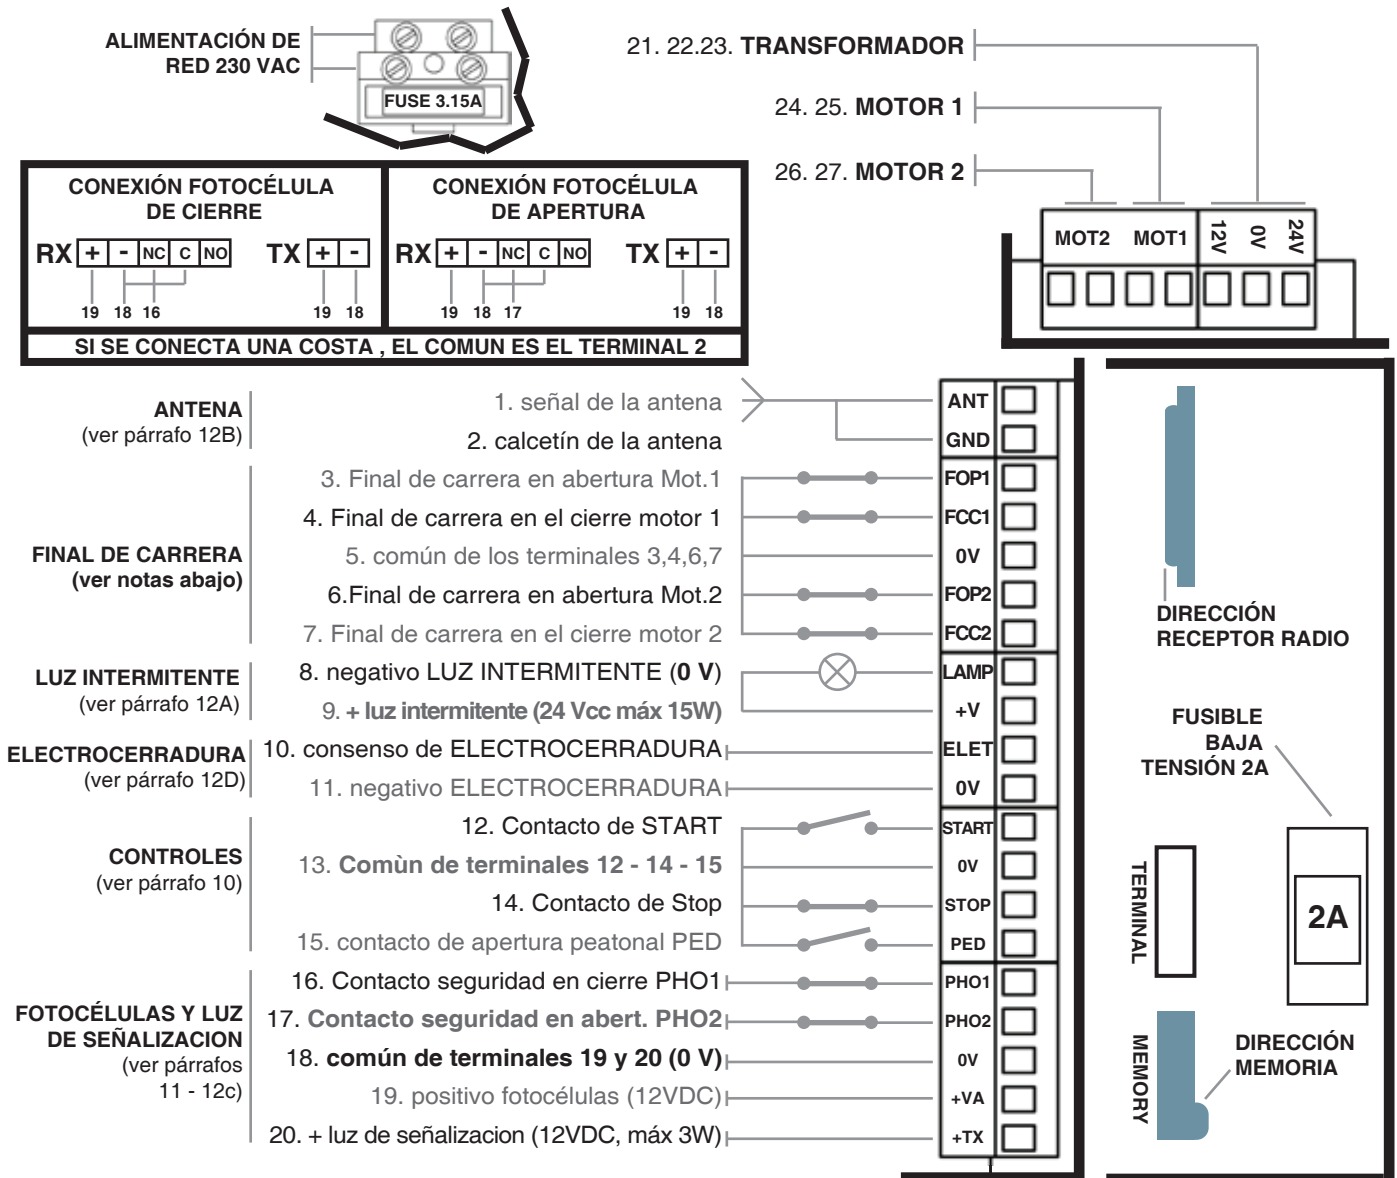 ALIMENTACIÓN DE
RED 230 VAC
FUSE 3.15A
21. 22.23. TRANSFORMADOR
24. 25. MOTOR 1
26. 27. MOTOR 2
MOT2 MOT1 12V 0V 24V
CONEXIÓN FOTOCÉLULA
DE CIERRE
RX + - NC C NO TX + -
19 18 16 19 18
CONEXIÓN FOTOCÉLULA
DE APERTURA
RX + - NC C NO TX + -
19 18 17 19 18
SI SE CONECTA UNA COSTA , EL COMUN ES EL TERMINAL 2
ANTENA
(ver párrafo 12B)
1. señal de la antena ANT
2. calcetín de la antena GND
FINAL DE CARRERA
(ver notas abajo)
3. Final de carrera en abertura Mot.1 FOP1
4. Final de carrera en el cierre motor 1 FCC1
5. común de los terminales 3,4,6,7 0V
6.Final de carrera en abertura Mot.2 FOP2
7. Final de carrera en el cierre motor 2 FCC2
LUZ INTERMITENTE
(ver párrafo 12A)
8. negativo LUZ INTERMITENTE (0 V) LAMP
9. + luz intermitente (24 Vcc máx 15W) +V
ELECTROCERRADURA
(ver párrafo 12D)
10. consenso de ELECTROCERRADURA ELET
11. negativo ELECTROCERRADURA 0V
CONTROLES
(ver párrafo 10)
12. Contacto de START START
13. Comùn de terminales 12 - 14 - 15 0V
14. Contacto de Stop STOP
15. contacto de apertura peatonal PED PED
FOTOCÉLULAS Y LUZ
DE SEÑALIZACION
(ver párrafos
11 - 12c)
16. Contacto seguridad en cierre PHO1 PHO1
17. Contacto seguridad en abert. PHO2 PHO2
18. común de terminales 19 y 20 (0 V) 0V
19. positivo fotocélulas (12VDC) +VA
20. + luz de señalizacion (12VDC, máx 3W) +TX
DIRECCIÓN
RECEPTOR RADIO
FUSIBLE
BAJA
TENSIÓN 2A
TERMINAL
2A
MEMORY
DIRECCIÓN
MEMORIA